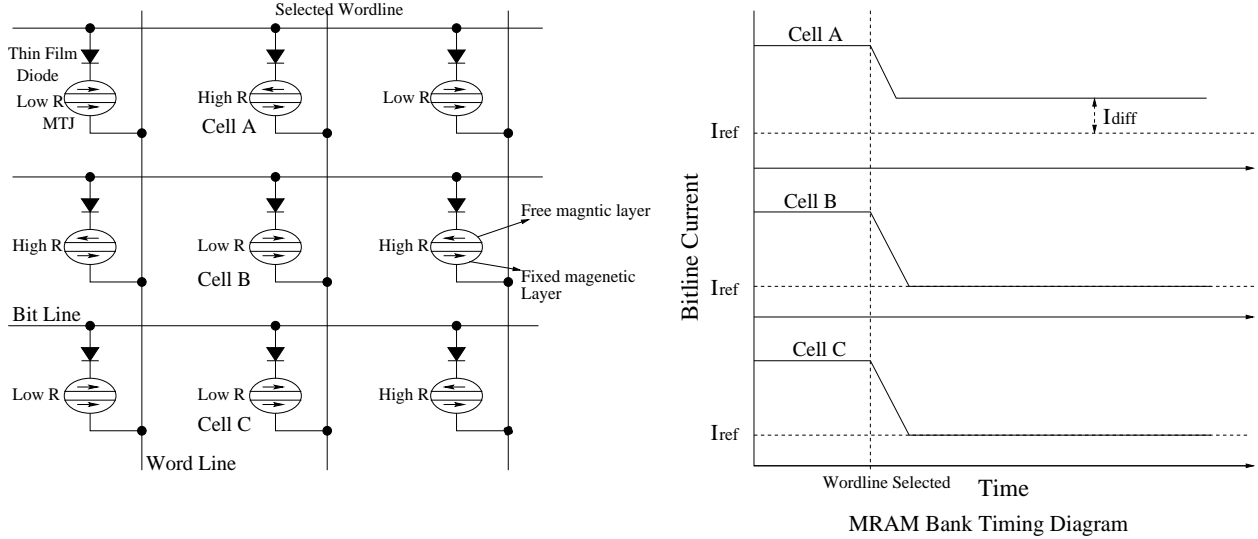 Selected Wordline
Thin Film
Diode
Low R
MTJ
High R
Cell A
Low R
High R
Low R
Cell B
High R
Free magntic layer
Fixed magenetic
Layer
Bit Line
Low R
Low R
Cell C
High R
Word Line
Bitline Current
Cell A
Iref
Idiff
Cell B
Iref
Cell C
Iref
Wordline Selected
Time
MRAM Bank Timing Diagram